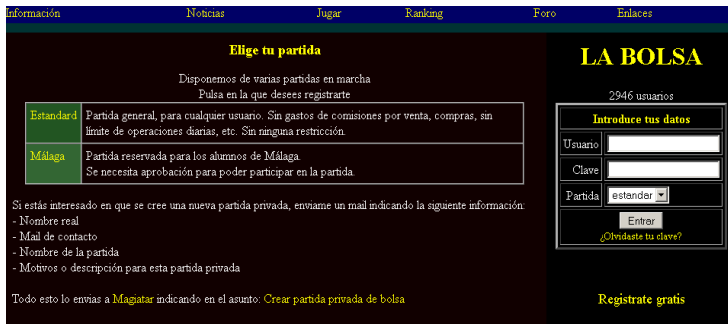 Información Noticias Jugar Ranking Foro Enlaces
Elige tu partida
Disponemos de varias partidas en marcha
Pulsa en la que desees registrarte
Estandard Partida general, para cualquier usuario. Sin gastos de comisiones por venta, compras, sin
límite de operaciones diarias, etc. Sin ninguna restricción.
Málaga Partida reservada para los alumnos de Málaga.
Se necesita aprobación para poder participar en la partida.
Si estás interesado en que se cree una nueva partida privada, enviame un mail indicando la siguiente información:
- Nombre real
- Mail de contacto
- Nombre de la partida
- Motivos o descripción para esta partida privada
Todo esto lo envias a Magiatar indicando en el asunto: Crear partida privada de bolsa
LA BOLSA
2946 usuarios
Introduce tus datos
Usuario
Clave
Partida estandar
Entrar
¿Olvidaste tu clave?
Registrate gratis